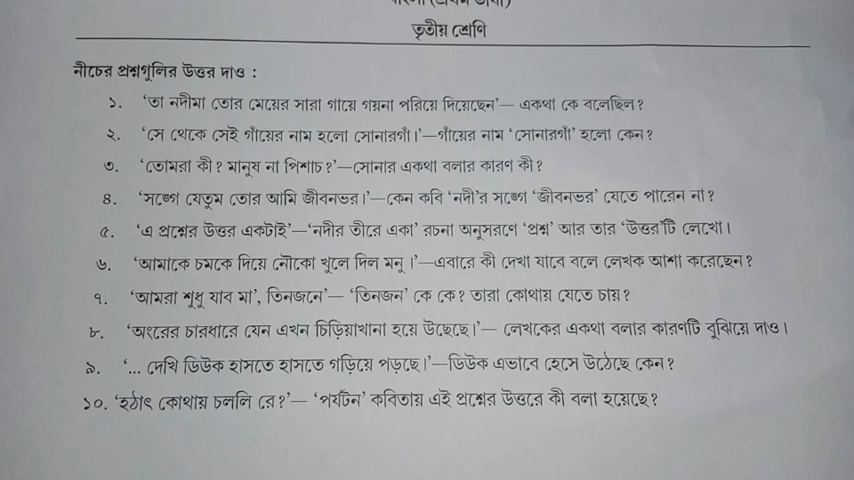 বাংলা (প্রথম ভাষা)
তৃতীয় শ্রেণি
নীচের প্রশ্নগুলির উত্তর দাও :
১. ‘তা নদীমা তোর মেয়ের সারা গায়ে গয়না পরিয়ে দিয়েছেন’— একথা কে বলেছিল?
২. ‘সে থেকে সেই গাঁয়ের নাম হলো সোনারগাঁ।’—গাঁয়ের নাম ‘সোনারগাঁ’ হলো কেন?
৩. ‘তোমরা কী? মানুষ না পিশাচ?’—সোনার একথা বলার কারণ কী?
৪. ‘সঙ্গে যেতুম তোর আমি জীবনভর।’—কেন কবি ‘নদী’র সঙ্গে ‘জীবনভর’ যেতে পারেন না?
৫. ‘এ প্রশ্নের উত্তর একটাই’—‘নদীর তীরে একা’ রচনা অনুসরণে ‘প্রশ্ন’ আর তার ‘উত্তর’টি লেখো।
৬. ‘আমাকে চমকে দিয়ে নৌকো খুলে দিল মনু।’—এবারে কী দেখা যাবে বলে লেখক আশা করেছেন?
৭. ‘আমরা শুধু যাব মা’, তিনজনে’— ‘তিনজন’ কে কে? তারা কোথায় যেতে চায়?
৮. ‘অংরের চারধারে যেন এখন চিড়িয়াখানা হয়ে উছেছে।’— লেখকের একথা বলার কারণটি বুঝিয়ে দাও।
৯. ‘... দেখি ডিউক হাসতে হাসতে গড়িয়ে পড়ছে।’—ডিউক এভাবে হেসে উঠেছে কেন?
১০. ‘হঠাৎ কোথায় চললি রে?’— ‘পর্যটন’ কবিতায় এই প্রশ্নের উত্তরে কী বলা হয়েছে?